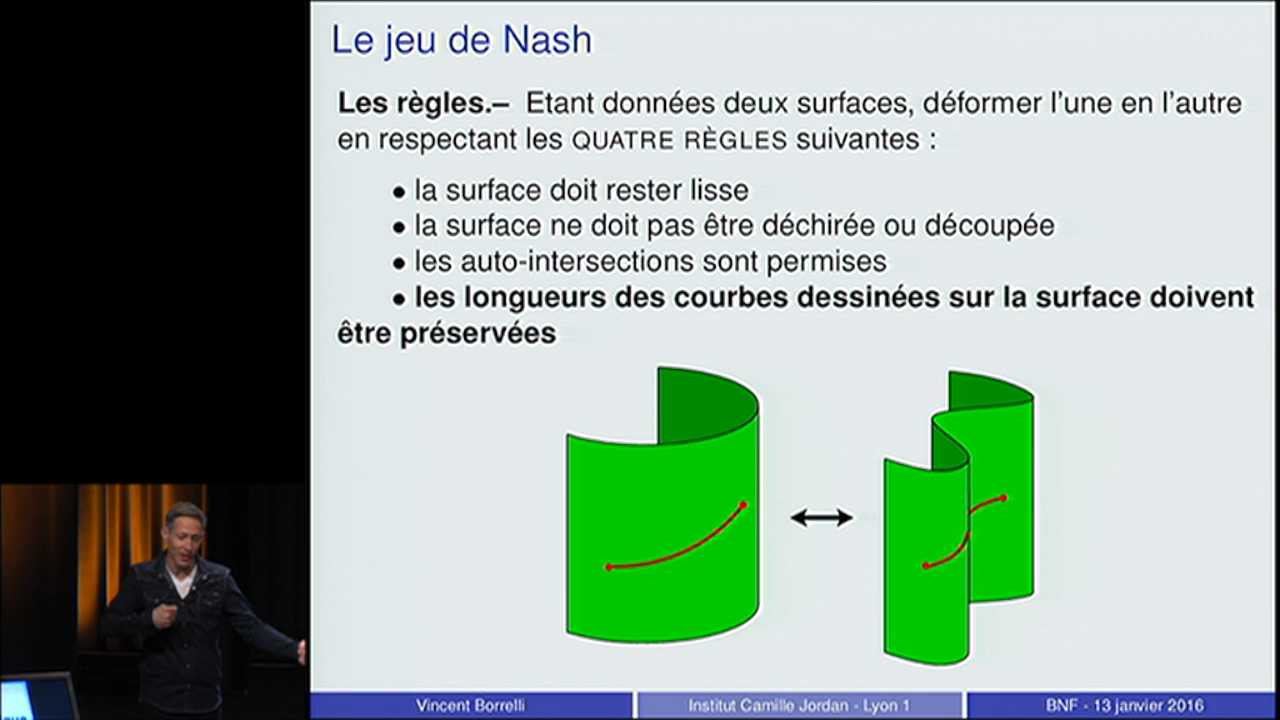 Le jeu de Nash
Les règles.– Etant données deux surfaces, déformer l'une en l'autre
en respectant les QUATRE RÈGLES suivantes :
• la surface doit rester lisse
• la surface ne doit pas être déchirée ou découpée
• les auto-intersections sont permises
• les longueurs des courbes dessinées sur la surface doivent
être préservées
Vincent Borrelli
Institut Camille Jordan - Lyon 1
BNF - 13 janvier 2016